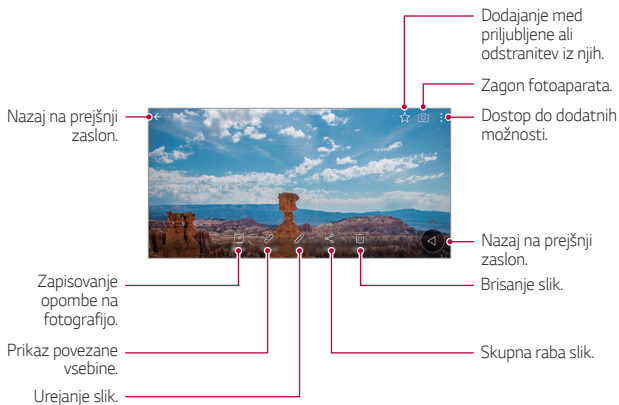 Dodajanje med
priljubljene ali
odstranitev iz njih.
Zagon fotoaparata.
Nazaj na prejšnji
zaslon.
Dostop do dodatnih
možnosti.
Nazaj na prejšnji
zaslon.
Zapisovanje
opombe na
fotografijo.
Brisanje slik.
Prikaz povezane
vsebine.
Skupna raba slik.
Urejanje slik.